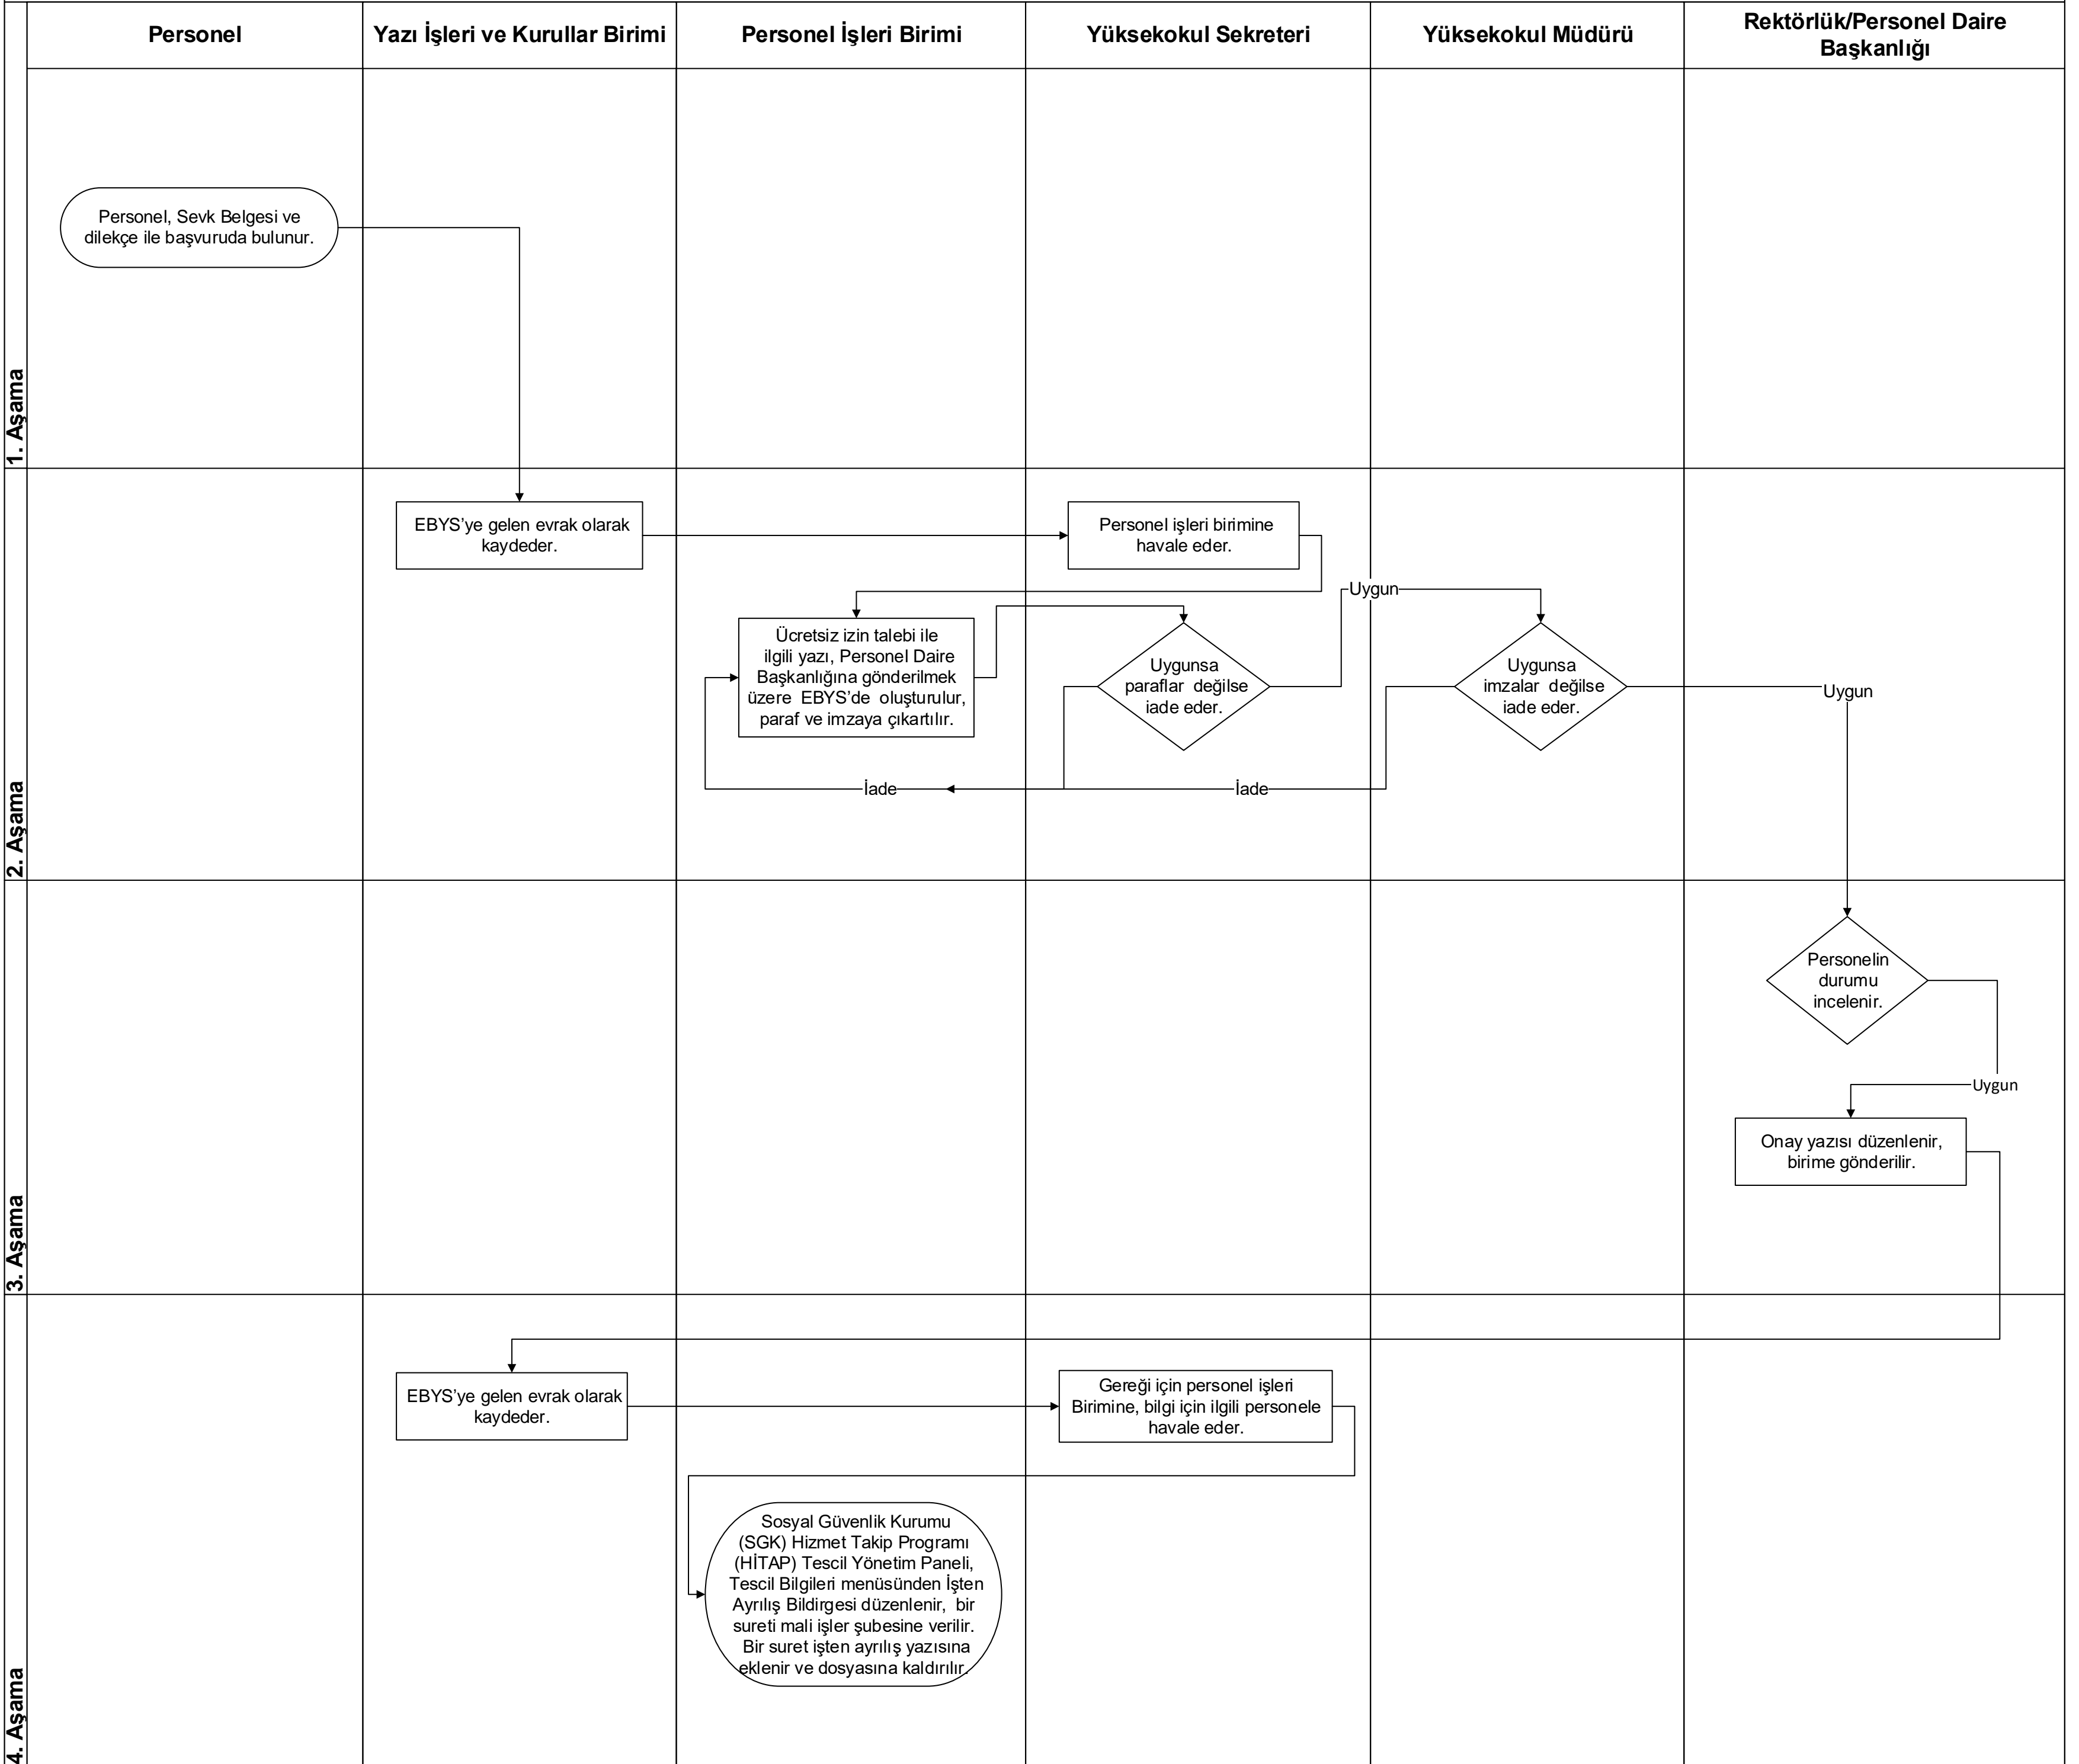 Personel
Yazı İşleri ve Kurullar Birimi
Personel İşleri Birimi
Yüksekokul Sekreteri
Yüksekokul Müdürü
Rektörlük/Personel Daire
Başkanlığı
1. Aşama
Personel, Sevk Belgesi ve
dilekçe ile başvuruda bulunur.
2. Aşama
EBYS’ye gelen evrak olarak
kaydeder.
Personel işleri birimine
havale eder.
Ücretsiz izin talebi ile
ilgili yazı, Personel Daire
Başkanlığına gönderilmek
üzere EBYS’de oluşturulur,
paraf ve imzaya çıkartılır.
Uygunsa
paraflar değilse
iade eder.
Uygun
Uygunsa
imzalar değilse
iade eder.
Uygun
İade
İade
3. Aşama
Personelin
durumu
incelenir.
Uygun
Onay yazısı düzenlenir,
birime gönderilir.
4. Aşama
EBYS’ye gelen evrak olarak
kaydeder.
Gereği için personel işleri
Birimine, bilgi için ilgili personele
havale eder.
Sosyal Güvenlik Kurumu
(SGK) Hizmet Takip Programı
(HİTAP) Tescil Yönetim Paneli,
Tescil Bilgileri menüsünden İşten
Ayrılış Bildirgesi düzenlenir, bir
sureti mali işler şubesine verilir.
Bir suret işten ayrılış yazısına
eklenir ve dosyasına kaldırılır.